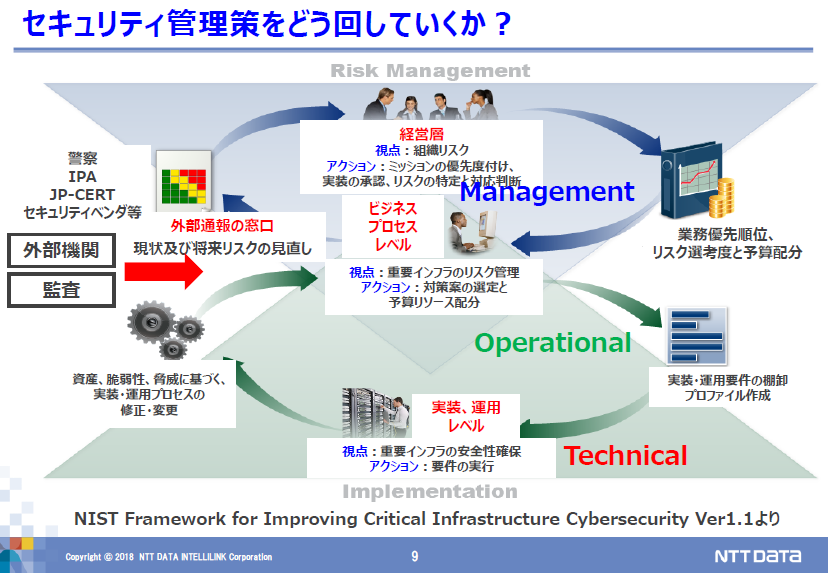 セキュリティ管理策をどう回していくか？
Risk Management
経営層
視点：組織リスク
アクション：ミッションの優先度付け、
実装の承認、リスクの特定と対応判断
Management
警察
IPA
JP-CERT
セキュリティベンダ等
外部通報の窓口
現状及び将来リスクの見直し
外部機関
監査
ビジネス
プロセス
レベル
視点：重要インフラのリスク管理
アクション：対策案の選定と
予算リソース配分
業務優先順位、
リスク選考度と予算配分
Operational
実装・運用要件の棚卸
プロファイル作成
資産、脆弱性、脅威に基づく、
実装・運用プロセスの
修正・変更
実装、運用
レベル
視点：重要インフラの安全性確保
アクション：要件の実行
Technical
Implementation
NIST Framework for Improving Critical Infrastructure Cybersecurity Ver1.1より
Copyright © 2018 NTT DATA INTELLILINK Corporation
9
NTT DATA